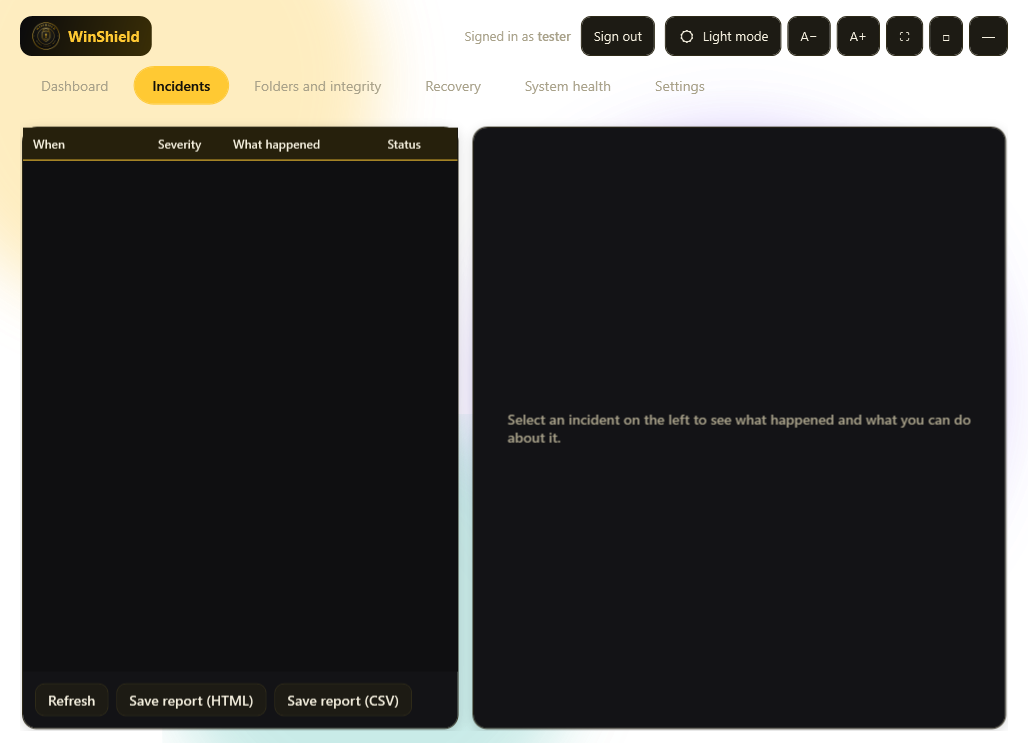 WinShield
Signed in as tester
Sign out
Light mode
A−
A+
Dashboard
Incidents
Folders and integrity
Recovery
System health
Settings
When
Severity
What happened
Status
Select an incident on the left to see what happened and what you can do
about it.
Refresh
Save report (HTML)
Save report (CSV)